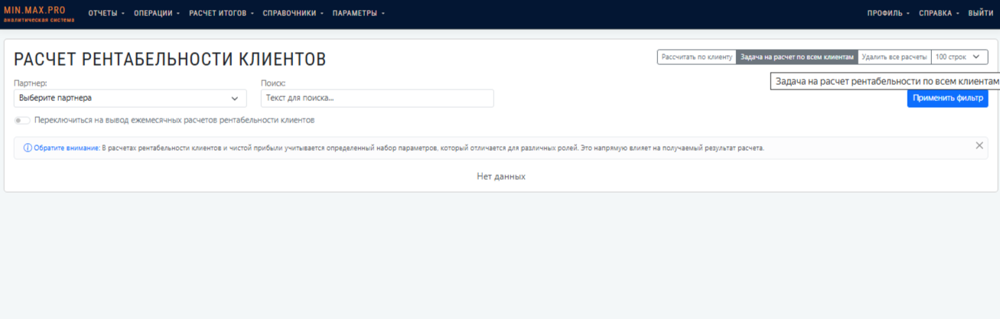 MIN.MAX.PRO
аналитическая система
ОТЧЕТЫ ОПЕРАЦИИ РАСЧЕТ ИТОГОВ СПРАВОЧНИКИ ПАРАМЕТРЫ ПРОФИЛЬ СПРАВКА ВЫЙТИ
РАСЧЕТ РЕНТАБЕЛЬНОСТИ КЛИЕНТОВ
Рассчитать по клиенту Задача на расчет по всем клиентам Удалить все расчеты 100 строк
Задача на расчет рентабельности по всем клиентам
Партнер: Поиск:
Выберите партнера Текст для поиска... Применить фильтр
Переключиться на вывод ежемесячных расчетов рентабельности клиентов
Обратите внимание: В расчетах рентабельности клиентов и чистой прибыли учитывается определенный набор параметров, который отличается для различных ролей. Это напрямую влияет на получаемый результат расчета.
Нет данных